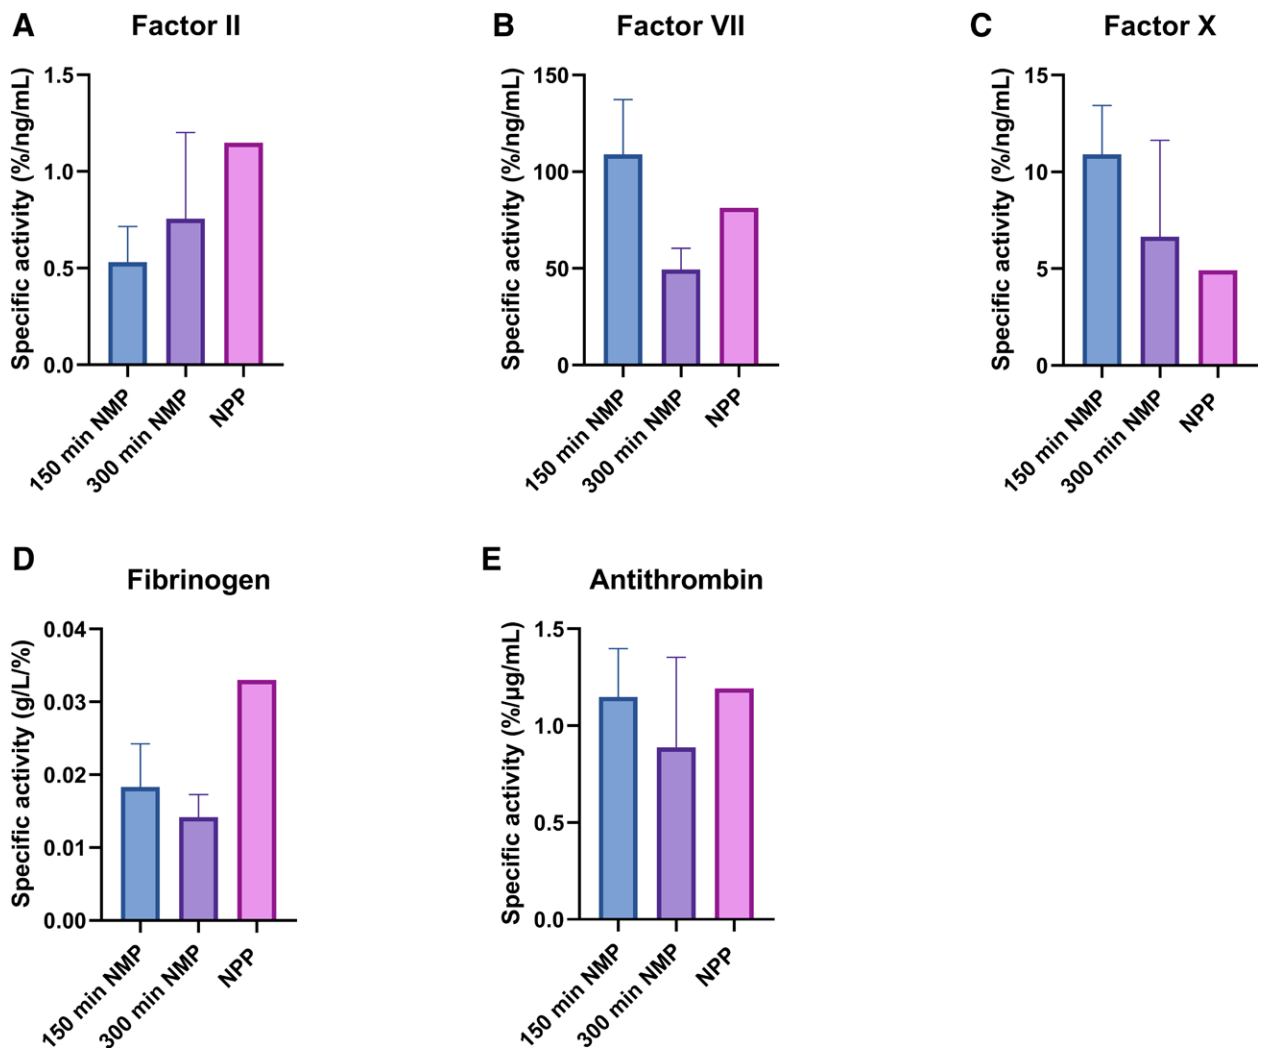 A
Factor II
Specific activity (%/ng/mL)
1.5
1.0
0.5
0.0
150 min NMP
300 min NMP
NPP
B
Factor VII
Specific activity (%/ng/mL)
150
100
50
0
150 min NMP
300 min NMP
NPP
C
Factor X
Specific activity (%/ng/mL)
15
10
5
0
150 min NMP
300 min NMP
NPP
D
Fibrinogen
Specific activity (g/L/%)
0.04
0.03
0.02
0.01
0.00
150 min NMP
300 min NMP
NPP
E
Antithrombin
Specific activity (%/µg/mL)
1.5
1.0
0.5
0.0
150 min NMP
300 min NMP
NPP